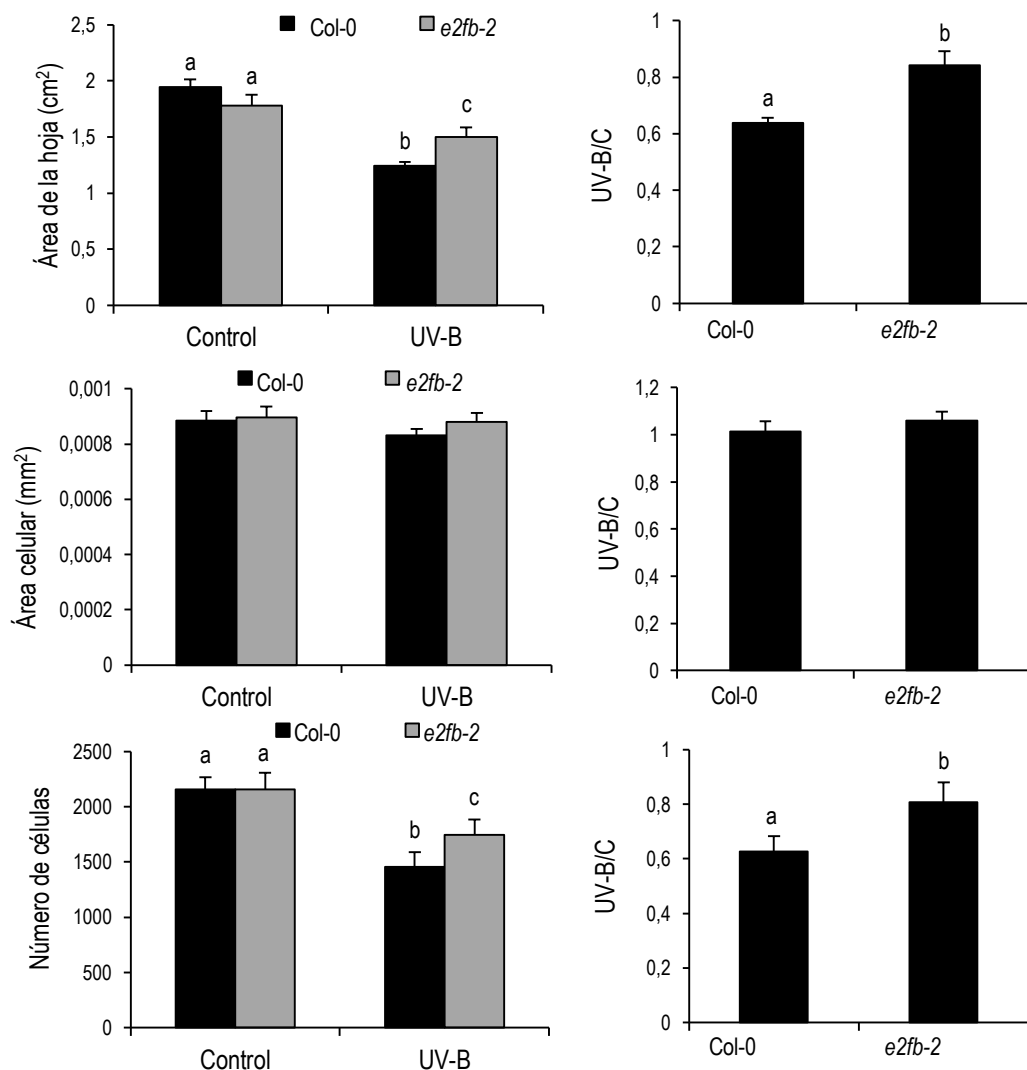 Col-0 e2fb-2
Área de la hoja (cm²)
2,5
2
1,5
1
0,5
0
a a b c
Control UV-B
UV-B/C
1
0,8
0,6
0,4
0,2
0
a b
Col-0 e2fb-2
Col-0 e2fb-2
Área celular (mm²)
0,001
0,0008
0,0006
0,0004
0,0002
0
Control UV-B
UV-B/C
1,2
1
0,8
0,6
0,4
0,2
0
Col-0 e2fb-2
Col-0 e2fb-2
Número de células
2500
2000
1500
1000
500
0
a a b c
Control UV-B
UV-B/C
1
0,8
0,6
0,4
0,2
0
a b
Col-0 e2fb-2